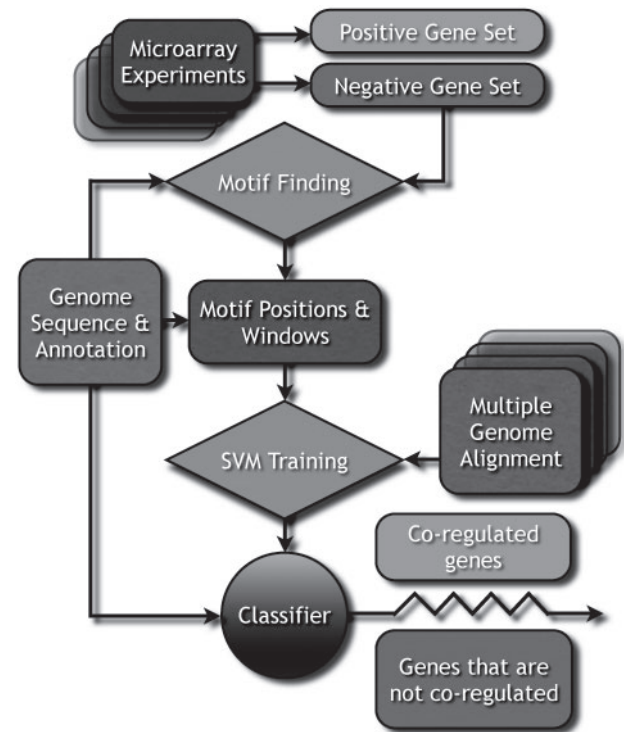 Microarray
Experiments
Positive Gene Set
Negative Gene Set
Motif Finding
Genome
Sequence &
Annotation
Motif Positions &
Windows
Multiple
Genome
Alignment
SVM Training
Co-regulated
genes
Classifier
Genes that are
not co-regulated